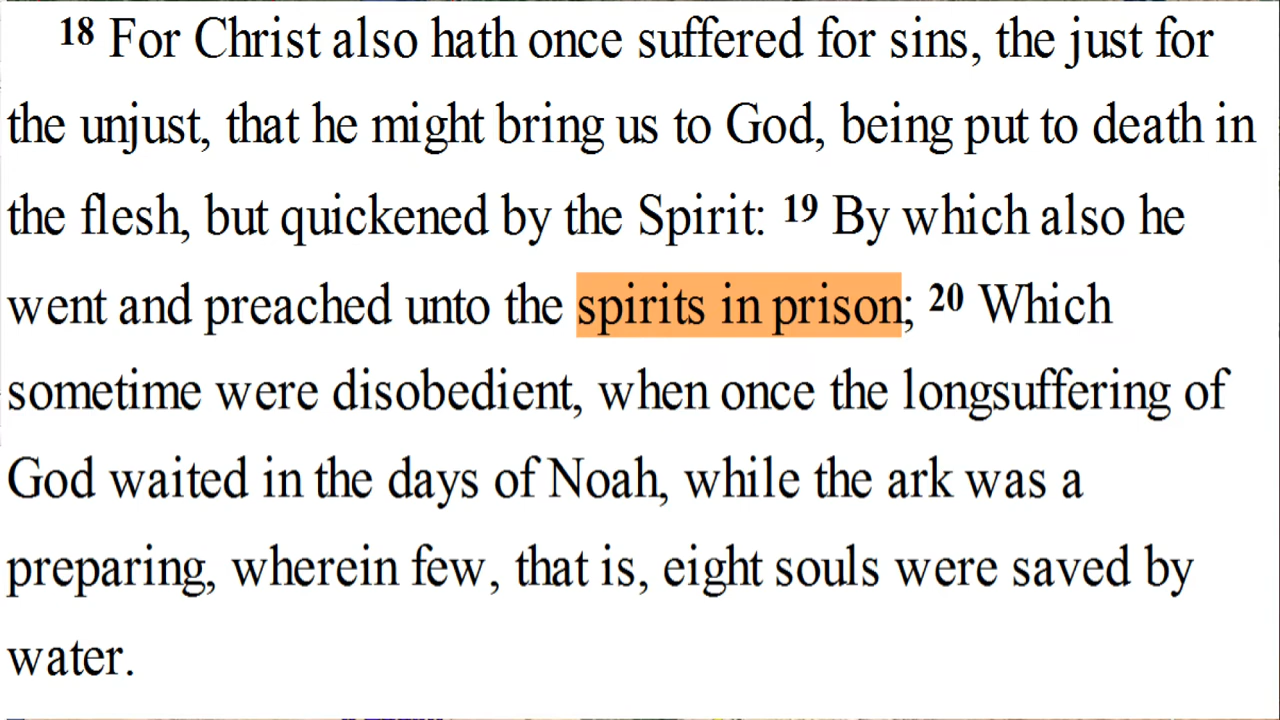 18 For Christ also hath once suffered for sins, the just for
the unjust, that he might bring us to God, being put to death in
the flesh, but quickened by the Spirit: 19 By which also he
went and preached unto the spirits in prison; 20 Which
sometime were disobedient, when once the longsuffering of
God waited in the days of Noah, while the ark was a
preparing, wherein few, that is, eight souls were saved by
water.